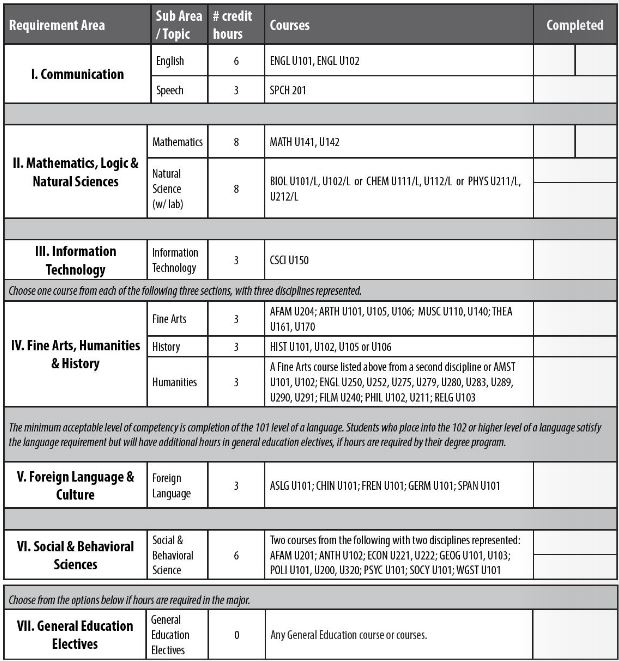 Requirement Area
Sub Area / Topic
# credit hours
Courses
Completed
I. Communication
English
6
ENGL U101, ENGL U102
Speech
3
SPCH 201
II. Mathematics, Logic &
Natural Sciences
Mathematics
8
MATH U141, U142
Natural
Science
(w/ lab)
8
BIOL U101/L, U102/L or CHEM U111/L, U112/L or PHYS U211/L,
U212/L
III. Information
Technology
Information
Technology
3
CSCI U150
Choose one course from each of the following three sections, with three disciplines represented.
IV. Fine Arts, Humanities
& History
Fine Arts
3
AFAM U204; ARTH U101, U105, U106; MUSC U110, U140; THEA
U161, U170
History
3
HIST U101, U102, U105 or U106
Humanities
3
A Fine Arts course listed above from a second discipline or AMST
U101, U102; ENGL U250, U252, U275, U279, U280, U283, U289,
U290, U291; FILM U240; PHIL U102, U211; RELG U103
The minimum acceptable level of competency is completion of the 101 level of a language. Students who place into the 102 or higher level of a language satisfy
the language requirement but will have additional hours in general education electives, if hours are required by their degree program.
V. Foreign Language &
Culture
Foreign
Language
3
ASLG U101; CHIN U101; FREN U101; GERM U101; SPAN U101
VI. Social & Behavioral
Sciences
Social &
Behavioral
Science
6
Two courses from the following with two disciplines represented:
AFAM U201; ANTH U102; ECON U221, U222; GEOG U101, U103;
POLI U101, U200, U320; PSYC U101; SOCY U101; WGST U101
Choose from the options below if hours are required in the major.
VII. General Education
Electives
General
Education
Electives
0
Any General Education course or courses.